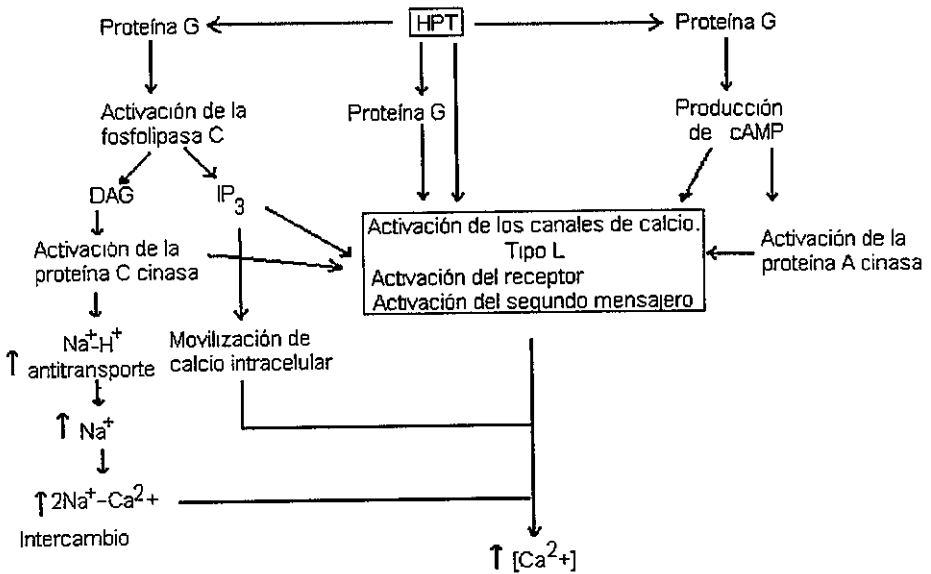 Proteína G
HPT
Proteína G
Activación de la
fosfolipasa C
Proteína G
Producción
de cAMP
DAG
IP3
Activación de los canales de calcio.
Tipo L
Activación del receptor
Activación del segundo mensajero
Activación de la
proteína C cinasa
Activación de la
proteína A cinasa
↑ Na+-H+
antitransporte
Movilización de
calcio intracelular
↑ Na+
↑2Na+-Ca2+
Intercambio
↑ [Ca2+]